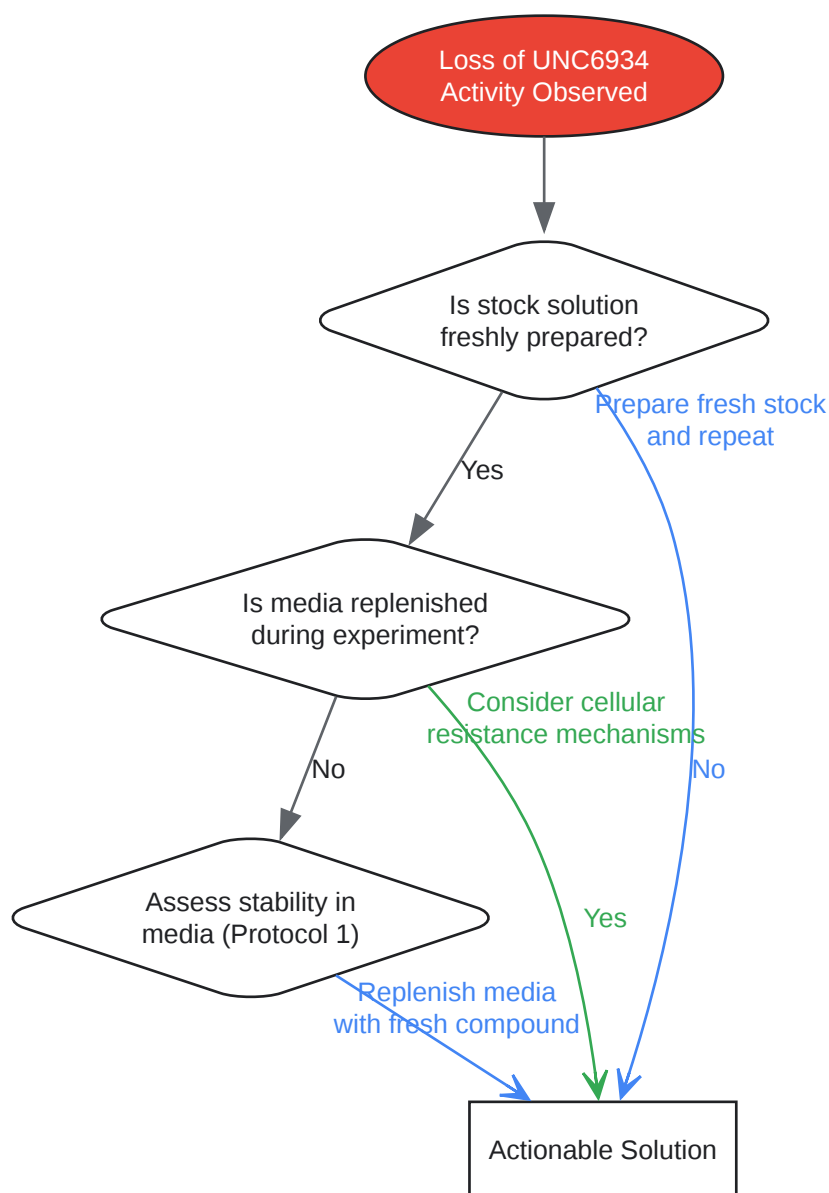 Loss of UNC6934
Activity Observed
Is stock solution
freshly prepared?
Prepare fresh stock
and repeat
Yes
Is media replenished
during experiment?
Consider cellular
resistance mechanisms
No
No
Assess stability in
media (Protocol 1)
Yes
Replenish media
with fresh compound
Actionable Solution